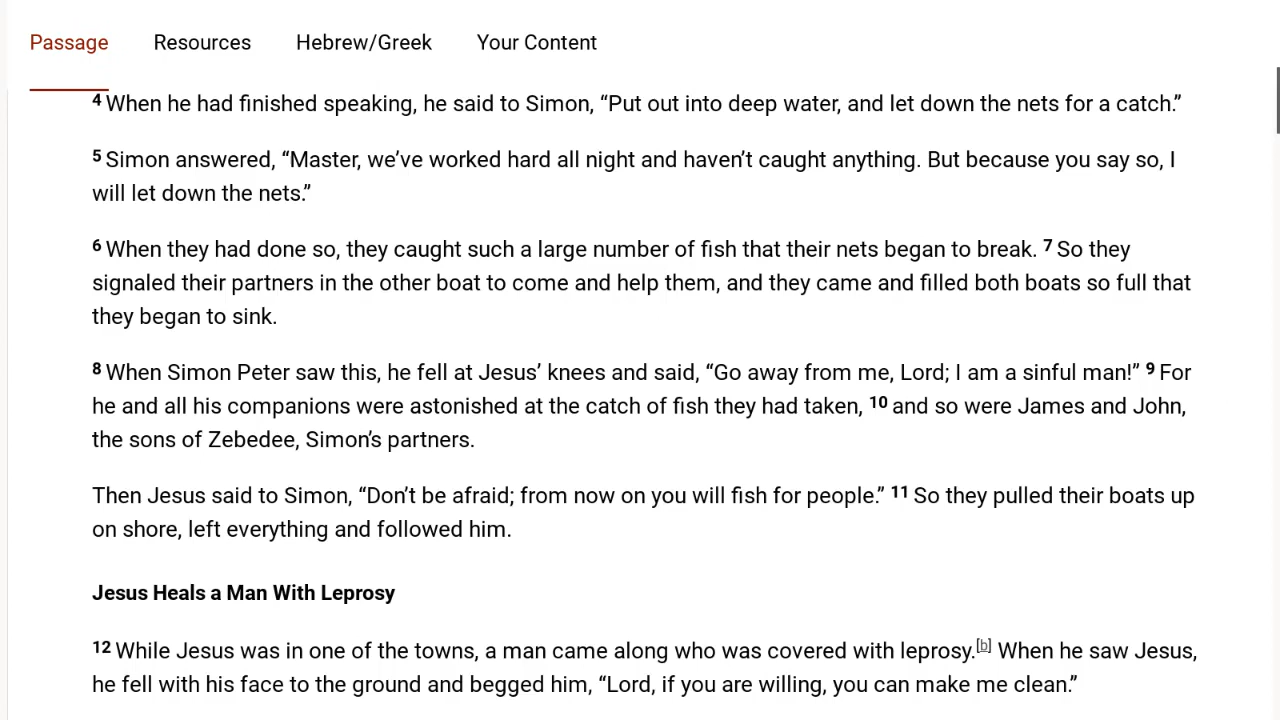 Passage Resources Hebrew/Greek Your Content
4 When he had finished speaking, he said to Simon, “Put out into deep water, and let down the nets for a catch.”
5 Simon answered, “Master, we’ve worked hard all night and haven’t caught anything. But because you say so, I
will let down the nets.”
6 When they had done so, they caught such a large number of fish that their nets began to break. 7 So they
signaled their partners in the other boat to come and help them, and they came and filled both boats so full that
they began to sink.
8 When Simon Peter saw this, he fell at Jesus’ knees and said, “Go away from me, Lord; I am a sinful man!” 9 For
he and all his companions were astonished at the catch of fish they had taken, 10 and so were James and John,
the sons of Zebedee, Simon’s partners.
Then Jesus said to Simon, “Don’t be afraid; from now on you will fish for people.” 11 So they pulled their boats up
on shore, left everything and followed him.
Jesus Heals a Man With Leprosy
12 While Jesus was in one of the towns, a man came along who was covered with leprosy.[b] When he saw Jesus,
he fell with his face to the ground and begged him, “Lord, if you are willing, you can make me clean.”